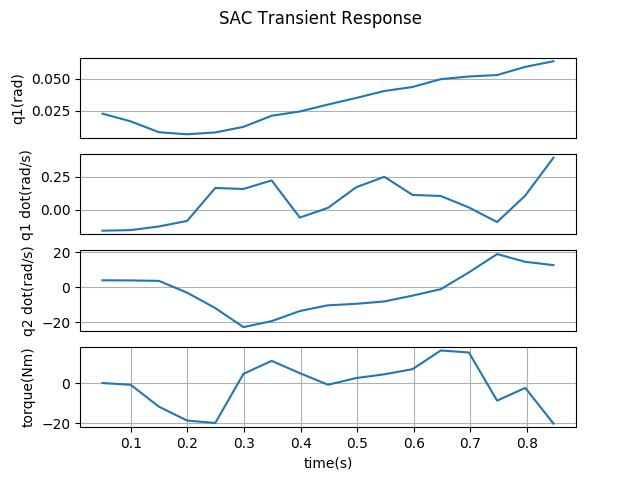 SAC Transient Response
q1(rad)
0.050
0.025
q1 dot(rad/s)
0.25
0.00
q2 dot(rad/s)
20
0
−20
torque(Nm)
0
−20
0.1 0.2 0.3 0.4 0.5 0.6 0.7 0.8
time(s)